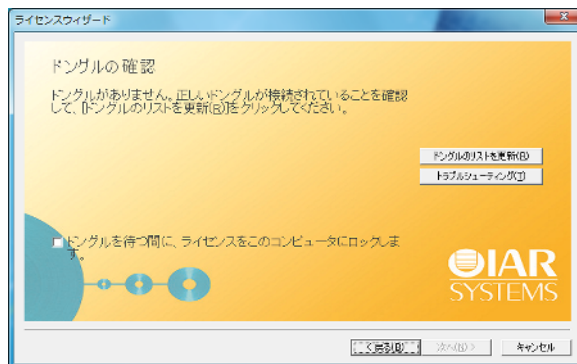 ライセンスウィザード
ドングルの確認
ドングルがありません。正しいドングルが接続されていることを確認
して、[ドングルのリストを更新(R)]をクリックしてください。
ドングルのリストを更新(R)
トラブルシューティング(T)
ドングルを待つ間に、ライセンスをこのコンピュータにロックしま
す。
IAR
SYSTEMS
< 戻る(B)
次へ(N) >
キャンセル